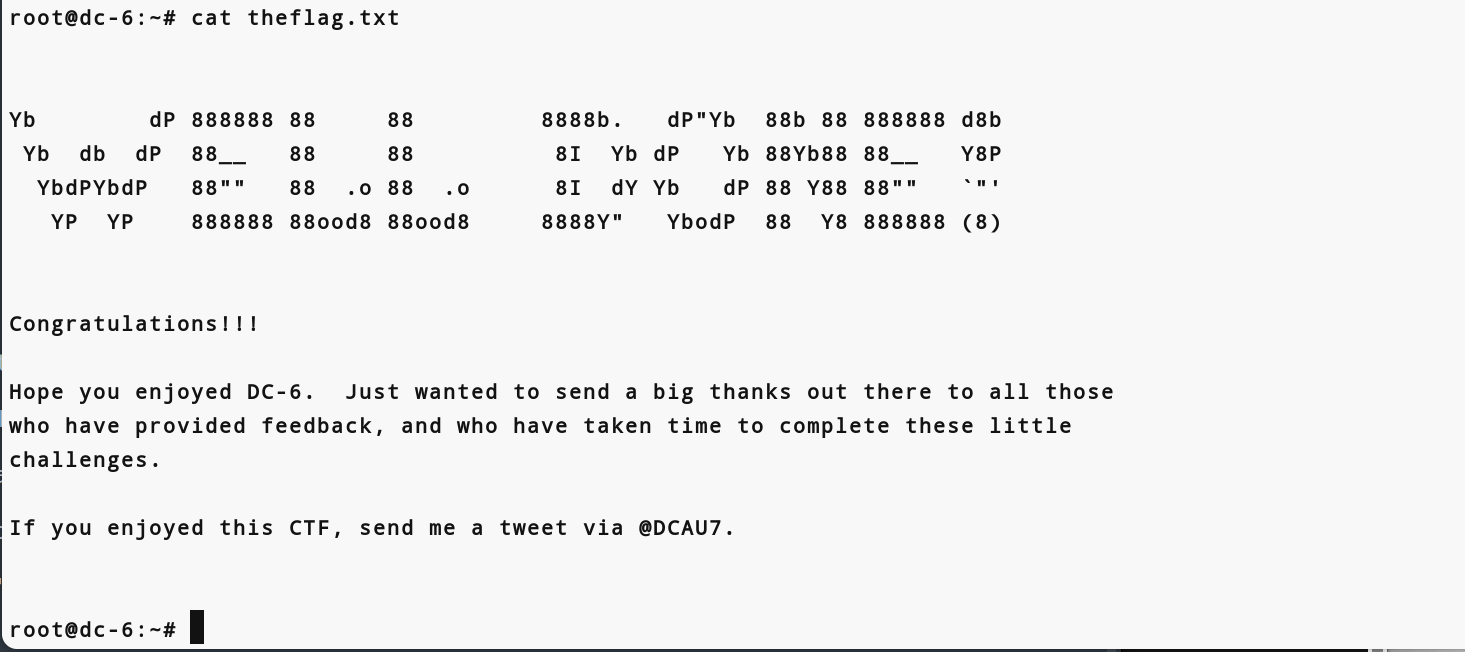 root@dc-6:~# cat theflag.txt
Yb        dP 888888 88     88         8888b.   dP"Yb  88b 88 888888 d8b
 Yb  db  dP  88__   88     88          8I  Yb dP   Yb 88Yb88 88__   Y8P
  YbdPYbdP   88""   88  .o 88  .o      8I  dY Yb   dP 88 Y88 88""   `"'
   YP  YP    888888 88ood8 88ood8     8888Y"   YbodP  88  Y8 888888 (8)
Congratulations!!!
Hope you enjoyed DC-6.  Just wanted to send a big thanks out there to all those
who have provided feedback, and who have taken time to complete these little
challenges.
If you enjoyed this CTF, send me a tweet via @DCAU7.
root@dc-6:~#